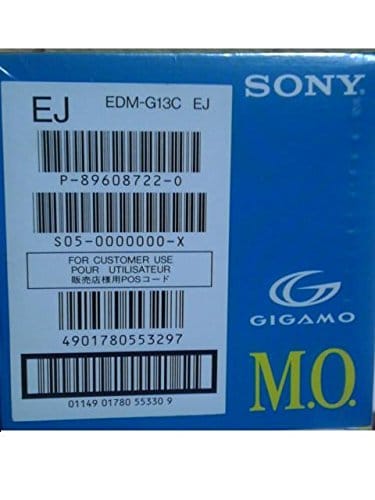 EJ EDM-G13C EJ
P-89608722-0
S05-0000000-X
FOR CUSTOMER USE
POUR UTILISATEUR
販売店様用POSコード
4901780553297
01149 01780 55330 9
SONY
GIGAMO
M.O.